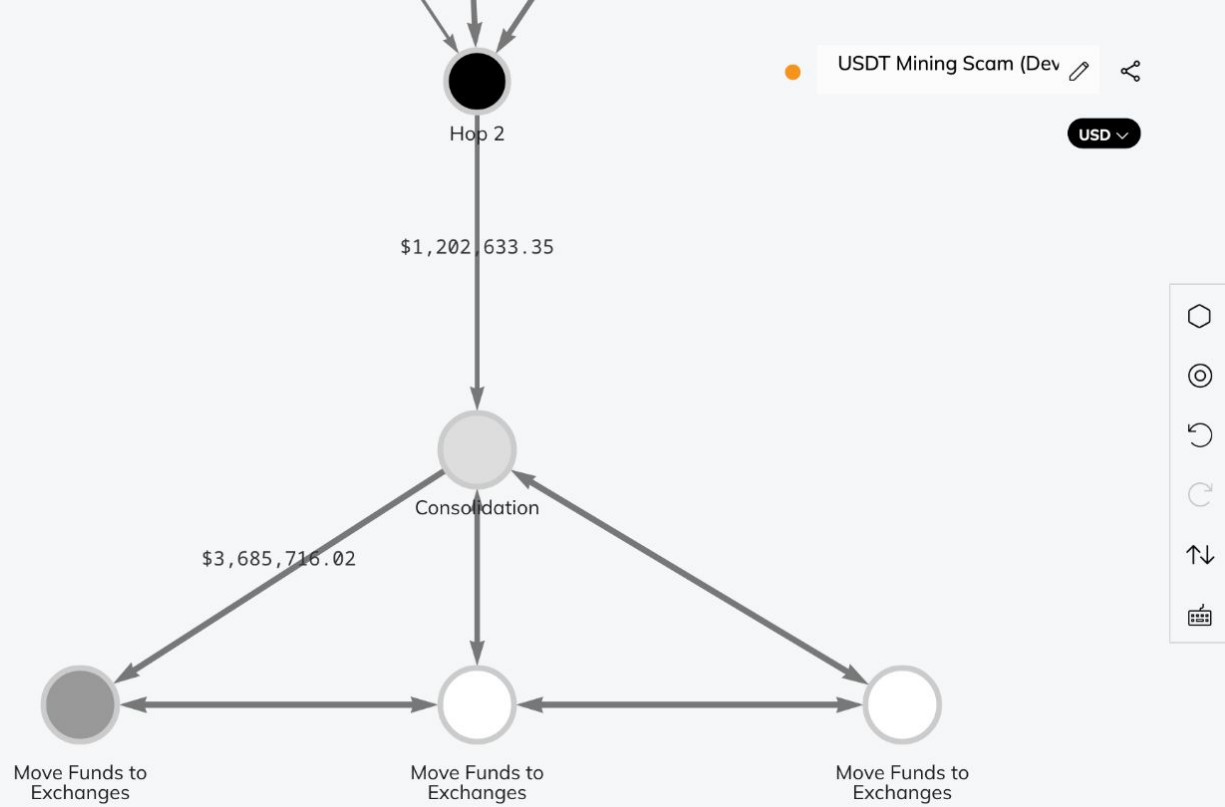 USDT Mining Scam (Dev
USD
Hop 2
$1,202,633.35
Consolidation
$3,685,716.02
Move Funds to
Exchanges
Move Funds to
Exchanges
Move Funds to
Exchanges